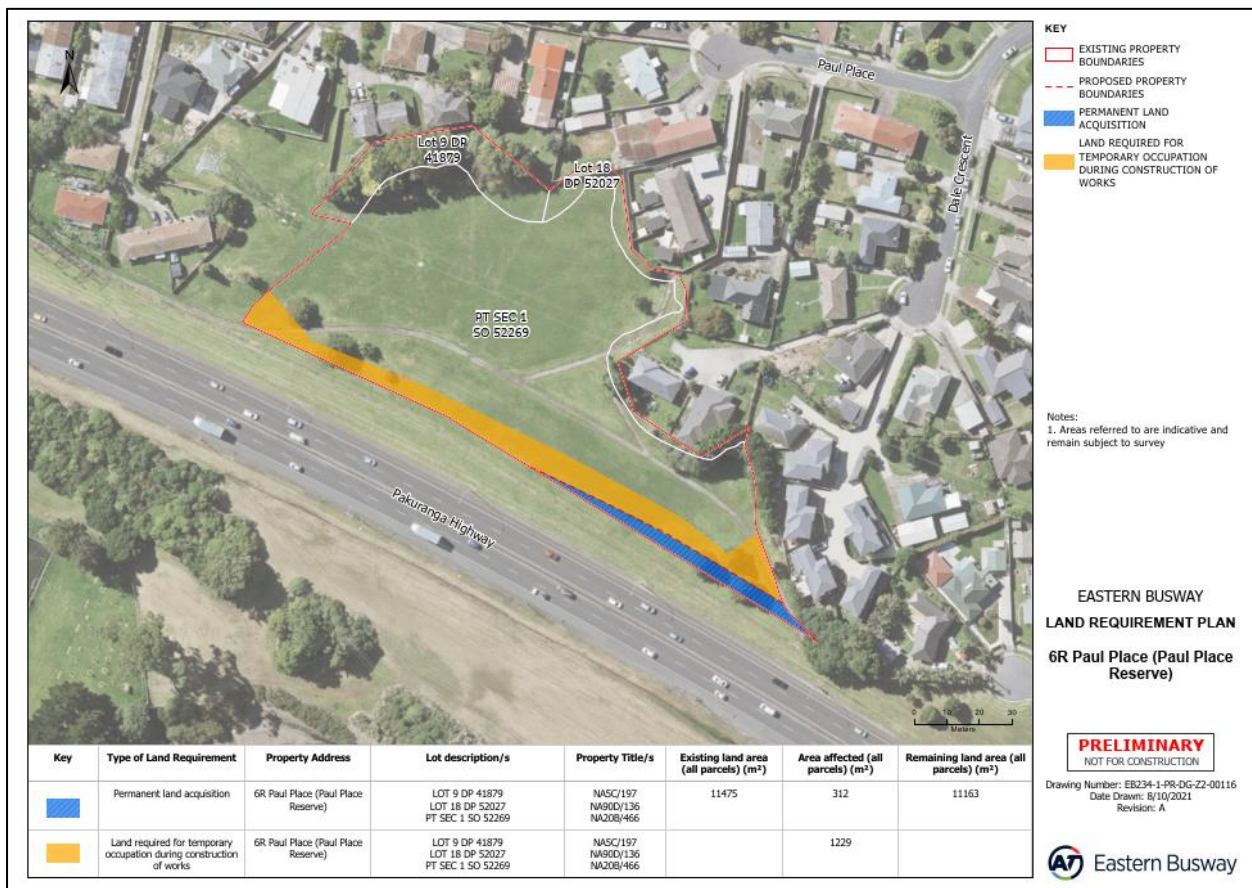 N
Paul Place
Dale Crescent
Lot 9 DP
41879
Lot 18
DP 52027
PT SEC 1
SO 52269
Pakuranga Highway
0 10 20 30
Meters
KEY
EXISTING PROPERTY
BOUNDARIES
PROPOSED PROPERTY
BOUNDARIES
PERMANENT LAND
ACQUISITION
LAND REQUIRED FOR
TEMPORARY OCCUPATION
DURING CONSTRUCTION OF
WORKS
Notes:
1. Areas referred to are indicative and
remain subject to survey
EASTERN BUSWAY
LAND REQUIREMENT PLAN
6R Paul Place (Paul Place
Reserve)
PRELIMINARY
NOT FOR CONSTRUCTION
Drawing Number: EB234-1-PR-DG-Z2-00116
Date Drawn: 8/10/2021
Revision: A
AT Eastern Busway
Key
Type of Land Requirement
Property Address
Lot description/s
Property Title/s
Existing land area
(all parcels) (m²)
Area affected (all
parcels) (m²)
Remaining land area (all
parcels) (m²)
Permanent land acquisition
6R Paul Place (Paul Place
Reserve)
LOT 9 DP 41879
LOT 18 DP 52027
PT SEC 1 SO 52269
NA5C/197
NA90D/136
NA20B/466
11475
312
11163
Land required for temporary
occupation during construction
of works
6R Paul Place (Paul Place
Reserve)
LOT 9 DP 41879
LOT 18 DP 52027
PT SEC 1 SO 52269
NA5C/197
NA90D/136
NA20B/466
1229